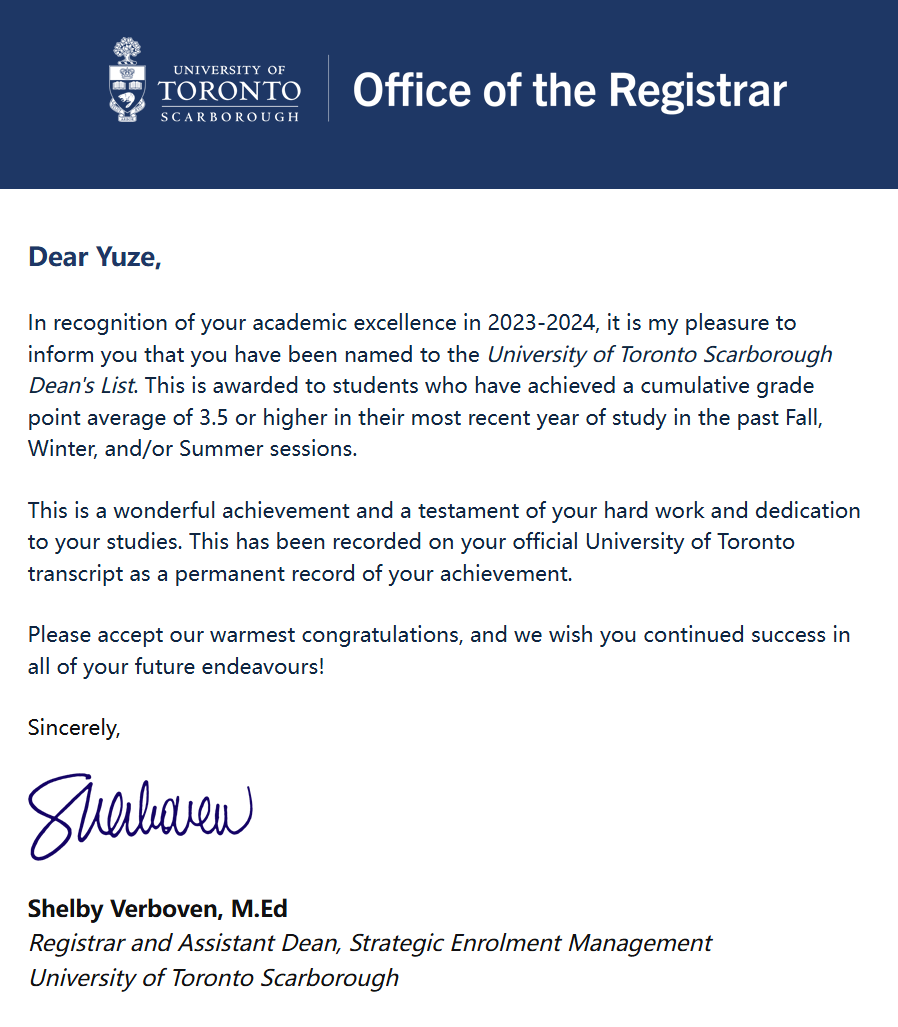 UNIVERSITY OF
TORONTO
SCARBOROUGH
Office of the Registrar
Dear Yuze,
In recognition of your academic excellence in 2023-2024, it is my pleasure to
inform you that you have been named to the University of Toronto Scarborough
Dean's List. This is awarded to students who have achieved a cumulative grade
point average of 3.5 or higher in their most recent year of study in the past Fall,
Winter, and/or Summer sessions.
This is a wonderful achievement and a testament of your hard work and dedication
to your studies. This has been recorded on your official University of Toronto
transcript as a permanent record of your achievement.
Please accept our warmest congratulations, and we wish you continued success in
all of your future endeavours!
Sincerely,
Shelby Verboven, M.Ed
Registrar and Assistant Dean, Strategic Enrolment Management
University of Toronto Scarborough